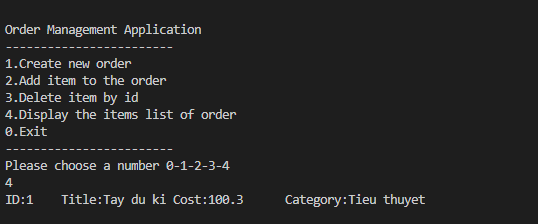 Order Management Application
------------------------
1.Create new order
2.Add item to the order
3.Delete item by id
4.Display the items list of order
0.Exit
------------------------
Please choose a number 0-1-2-3-4
4
ID:1    Title:Tay du ki Cost:100.3      Category:Tieu thuyet